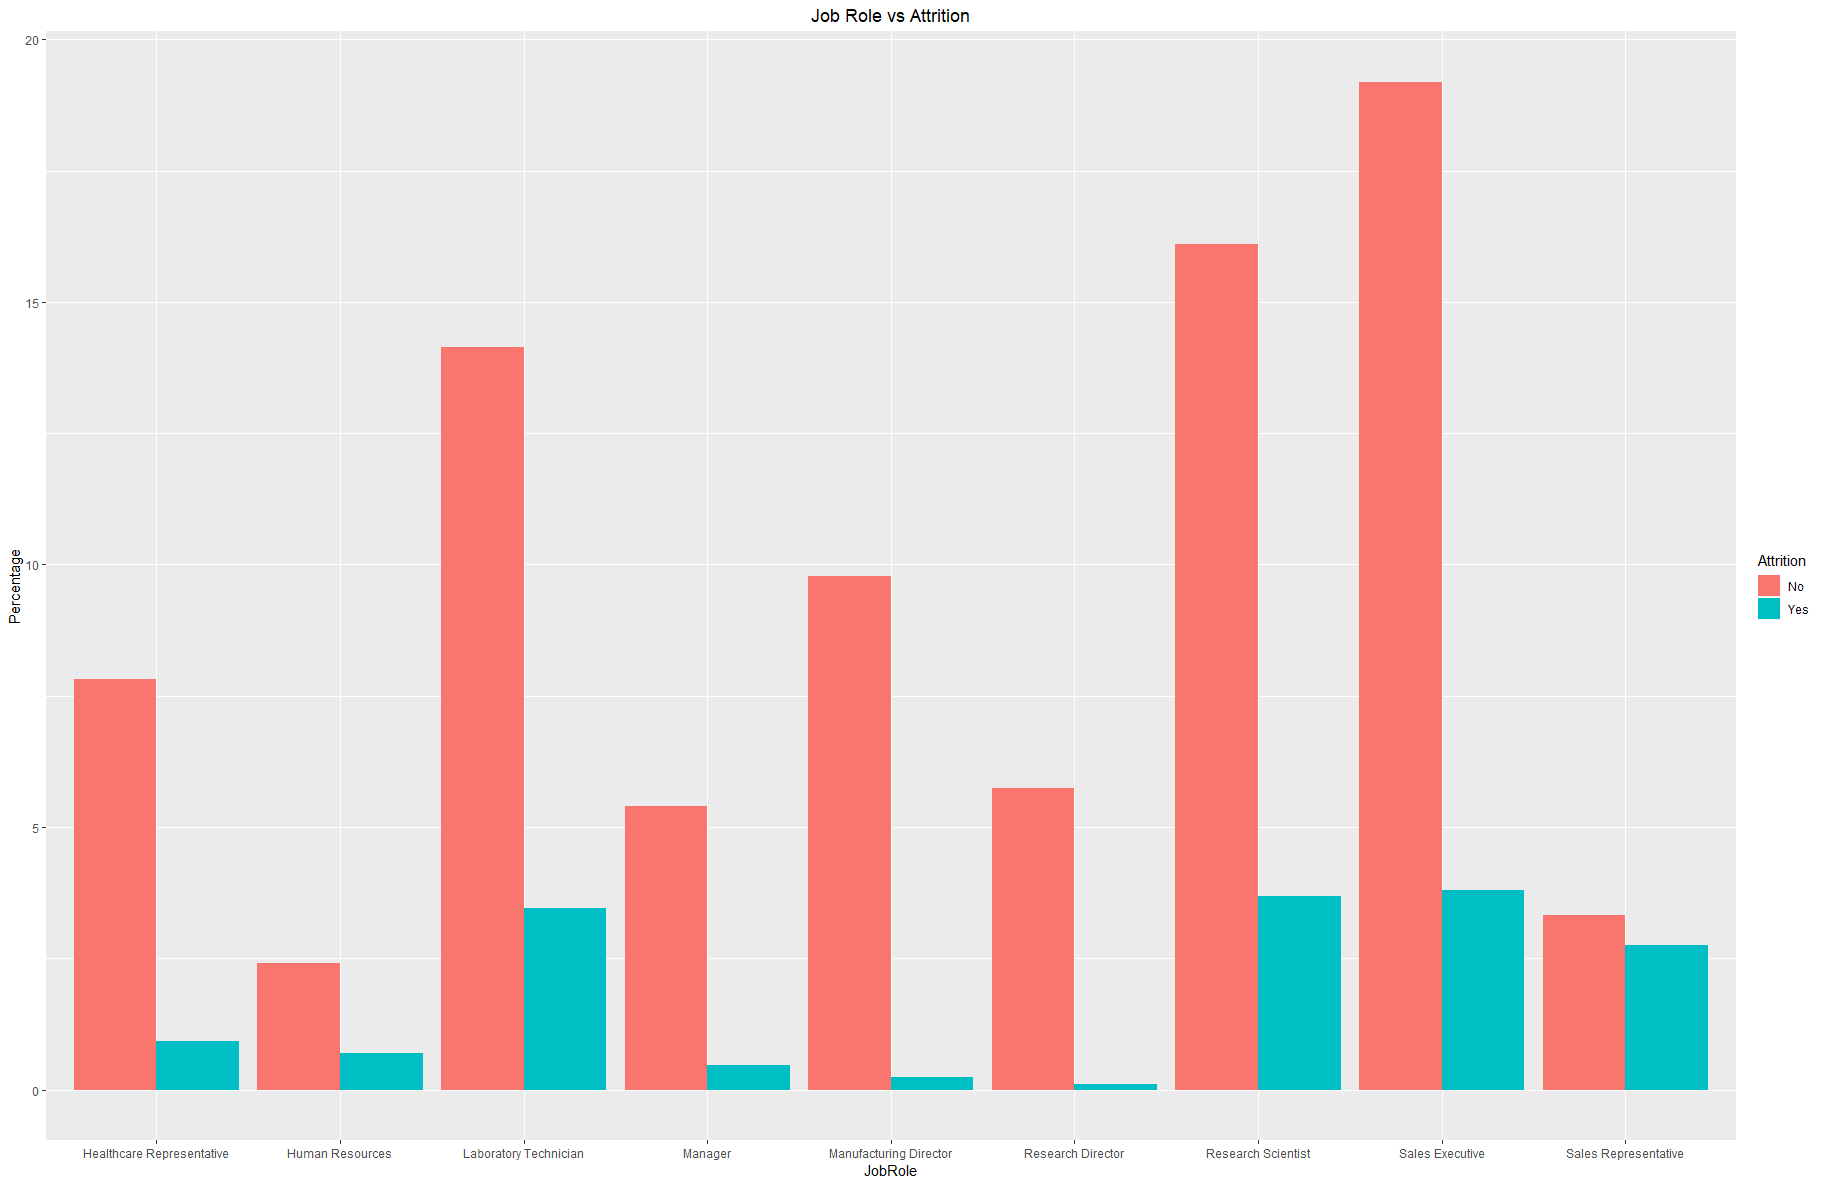 Job Role vs Attrition
Percentage
20
15
10
5
0
Healthcare Representative
Human Resources
Laboratory Technician
Manager
Manufacturing Director
Research Director
Research Scientist
Sales Executive
Sales Representative
JobRole
Attrition
No
Yes